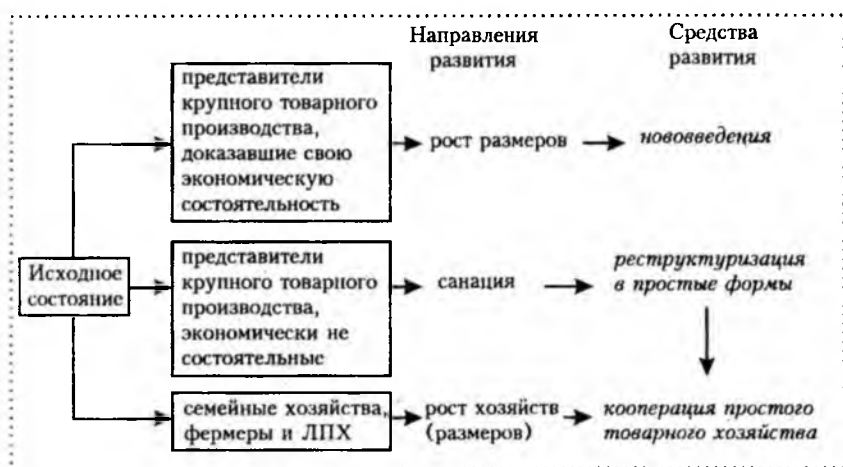 Направления
развития
Средства
развития
представители
крупного товарного
производства,
доказавшие свою
экономическую
состоятельность
рост размеров
нововведения
Исходное
состояние
представители
крупного товарного
производства,
экономически не
состоятельные
санация
реструктуризация
в простые формы
семейные хозяйства,
фермеры и ЛПХ
рост хозяйств
(размеров)
кооперация простого
товарного хозяйства